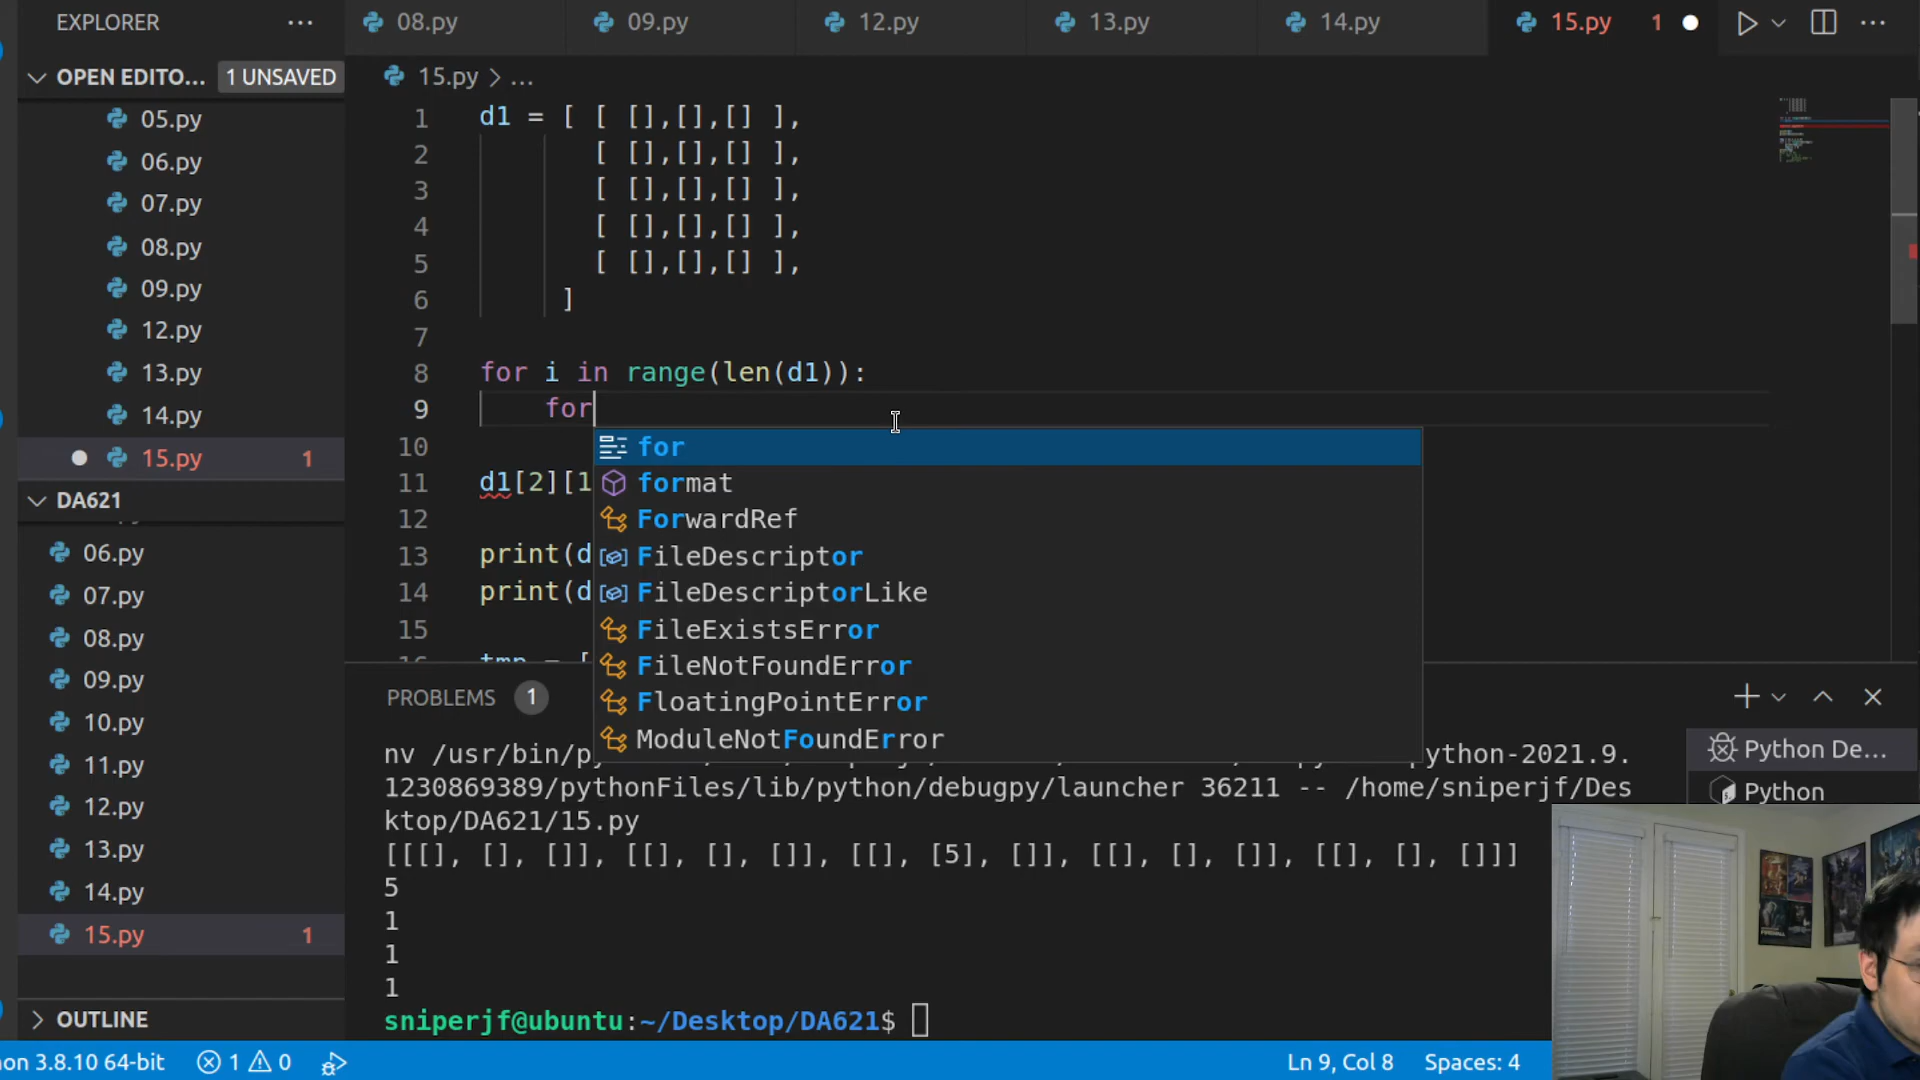 EXPLORER ...
08.py 09.py 12.py 13.py 14.py 15.py 1
OPEN EDITO... 1 UNSAVED
05.py
06.py
07.py
08.py
09.py
12.py
13.py
14.py
15.py 1
DA621
06.py
07.py
08.py
09.py
10.py
11.py
12.py
13.py
14.py
15.py 1
OUTLINE
15.py > ...
1 d1 = [ [ [],[],[] ],
2 [ [],[],[] ],
3 [ [],[],[] ],
4 [ [],[],[] ],
5 [ [],[],[] ],
6 ]
7
8 for i in range(len(d1)):
9 for
10
11 d1[2][1
12
13 print(d
14 print(d
15
16 tmp = [
for
format
ForwardRef
FileDescriptor
FileDescriptorLike
FileExistsError
FileNotFoundError
FloatingPointError
ModuleNotFoundError
PROBLEMS 1
Python De...
Python
1230869389/pythonFiles/lib/python/debugpy/launcher 36211 -- /home/sniperjf/Des
ktop/DA621/15.py
[[[], [], []], [[], [], []], [[], [5], []], [[], [], []], [[], [], []]]
5
1
1
1
sniperjf@ubuntu:~/Desktop/DA621$
on 3.8.10 64-bit 1 0 Ln 9, Col 8 Spaces: 4